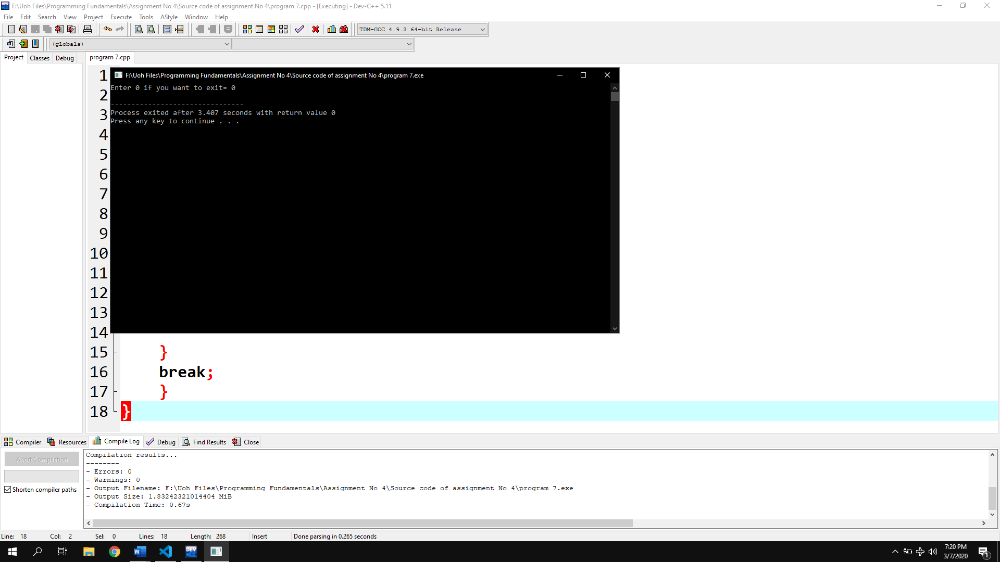 F:\Uoh Files\Programming Fundamentals\Assignment No 4\Source code of assignment No 4\program 7.cpp - [Executing] - Dev-C++ 5.11
File Edit Search View Project Execute Tools AStyle Window Help
TDM-GCC 4.9.2 64-bit Release
(globals)
Project Classes Debug
program 7.cpp
F:\Uoh Files\Programming Fundamentals\Assignment No 4\Source code of assignment No 4\program 7.exe
Enter 0 if you want to exit= 0
--------------------------------
Process exited after 3.407 seconds with return value 0
Press any key to continue . . .
1
2
3
4
5
6
7
8
9
10
11
12
13
14
15 }
16 break;
17 }
18 }
Compiler Resources Compile Log Debug Find Results Close
Abort Compilation
Shorten compiler paths
Compilation results...
--------
- Errors: 0
- Warnings: 0
- Output Filename: F:\Uoh Files\Programming Fundamentals\Assignment No 4\Source code of assignment No 4\program 7.exe
- Output Size: 1.83242321014404 MiB
- Compilation Time: 0.67s
Line: 18 Col: 2 Sel: 0 Lines: 18 Length: 268 Insert Done parsing in 0.265 seconds
7:20 PM
3/7/2020
1